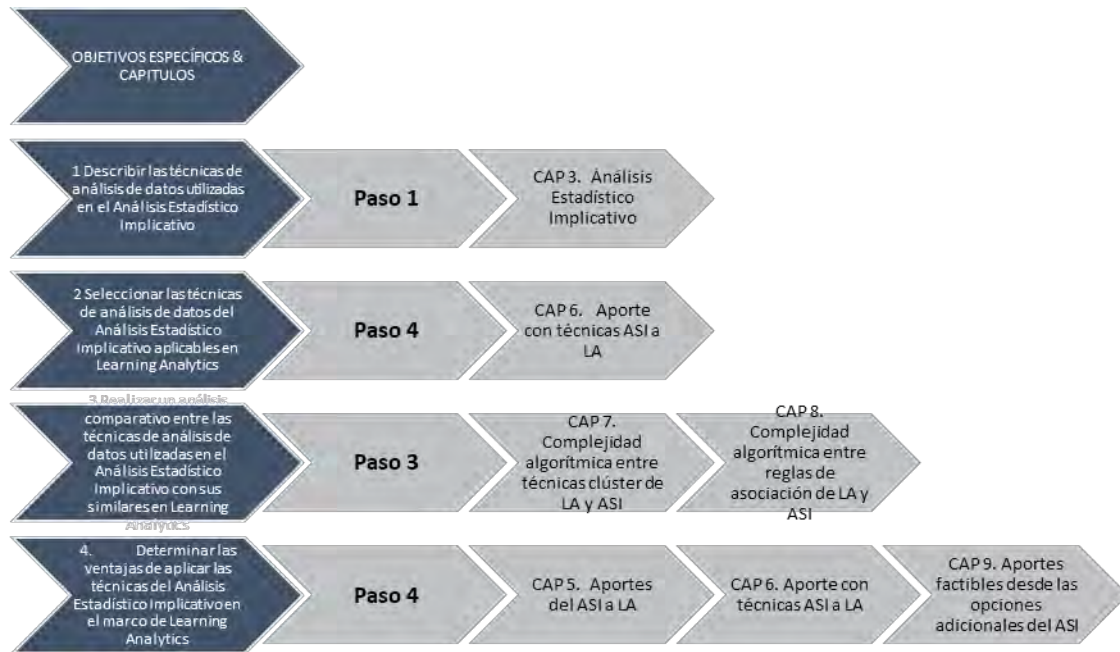 OBJETIVOS ESPECÍFICOS &
CAPITULOS
1 Describir las técnicas de
análisis de datos utilizadas
en el Análisis Estadístico
Implicativo
Paso 1
CAP 3. Análisis
Estadístico
Implicativo
2 Seleccionar las técnicas
de análisis de datos del
Análisis Estadístico
Implicativo aplicables en
Learning Analytics
Paso 4
CAP 6. Aporte
con técnicas ASI a
LA
3 Realizar un análisis
comparativo entre las
técnicas de análisis de
datos utilizadas en el
Análisis Estadístico
Implicativo con sus
similares en Learning
Analytics
Paso 3
CAP 7.
Complejidad
algorítmica entre
técnicas clúster de
LA y ASI
CAP 8.
Complejidad
algorítmica entre
reglas de
asociación de LA y
ASI
4. Determinar las
ventajas de aplicar las
técnicas del Análisis
Estadístico Implicativo en
el marco de Learning
Analytics
Paso 4
CAP 5. Aportes
del ASI a LA
CAP 6. Aporte con
técnicas ASI a LA
CAP 9. Aportes
factibles desde las
opciones
adicionales del ASI